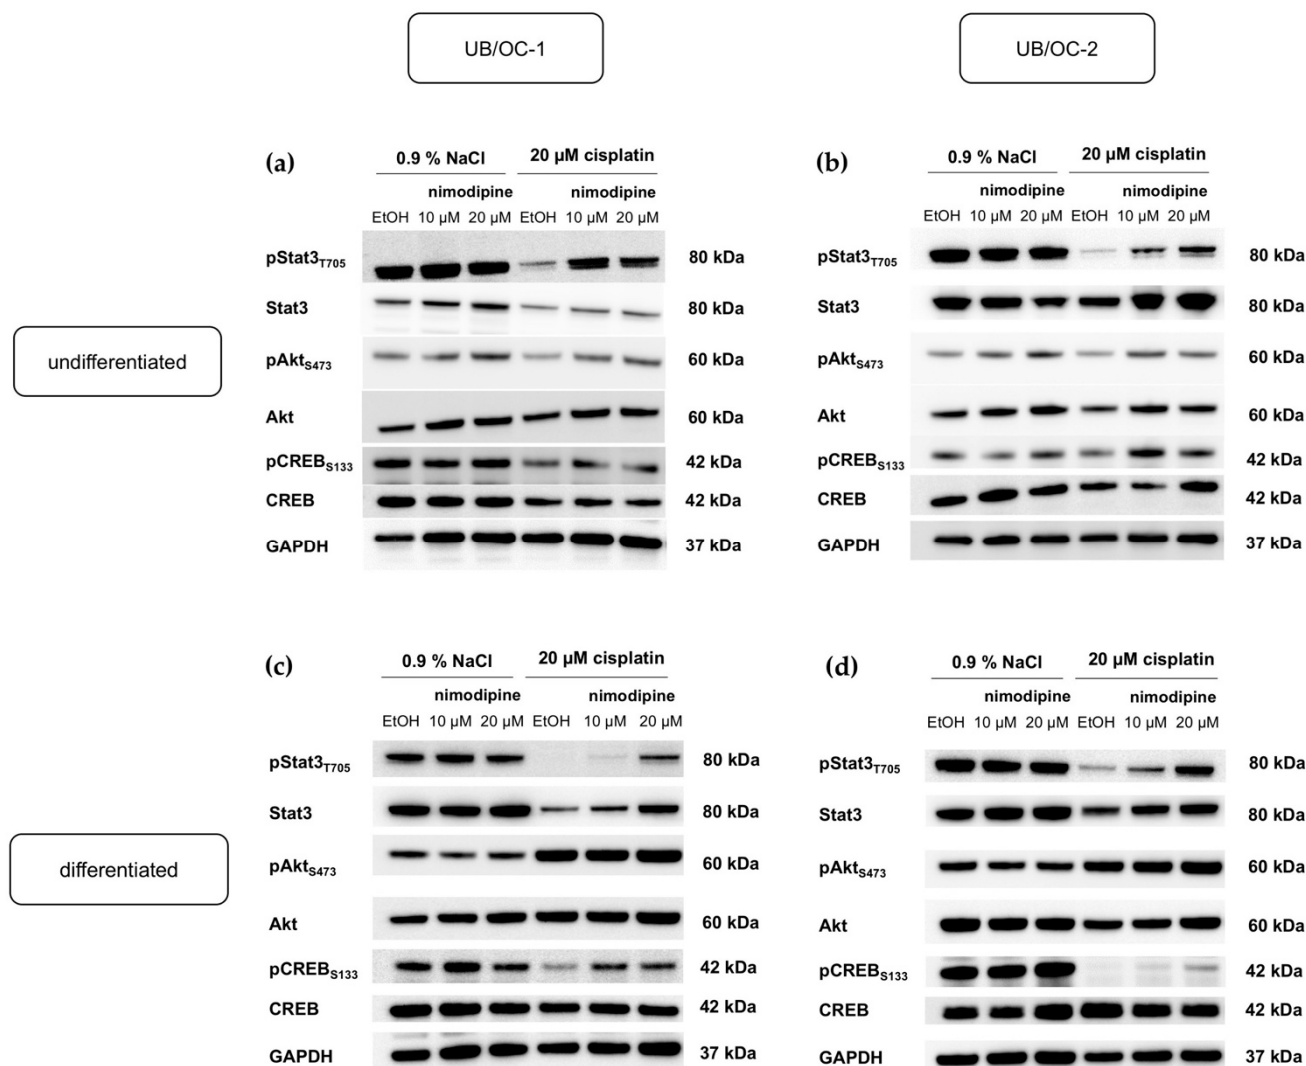 UB/OC-1
UB/OC-2
(a)
0.9 % NaCl 20 µM cisplatin
nimodipine nimodipine
EtOH 10 µM 20 µM EtOH 10 µM 20 µM
pStat3T705 80 kDa
Stat3 80 kDa
pAktS473 60 kDa
Akt 60 kDa
pCREBS133 42 kDa
CREB 42 kDa
GAPDH 37 kDa
(b)
0.9 % NaCl 20 µM cisplatin
nimodipine nimodipine
EtOH 10 µM 20 µM EtOH 10 µM 20 µM
pStat3T705 80 kDa
Stat3 80 kDa
pAktS473 60 kDa
Akt 60 kDa
pCREBS133 42 kDa
CREB 42 kDa
GAPDH 37 kDa
undifferentiated
(c)
0.9 % NaCl 20 µM cisplatin
nimodipine nimodipine
EtOH 10 µM 20 µM EtOH 10 µM 20 µM
pStat3T705 80 kDa
Stat3 80 kDa
pAktS473 60 kDa
Akt 60 kDa
pCREBS133 42 kDa
CREB 42 kDa
GAPDH 37 kDa
(d)
0.9 % NaCl 20 µM cisplatin
nimodipine nimodipine
EtOH 10 µM 20 µM EtOH 10 µM 20 µM
pStat3T705 80 kDa
Stat3 80 kDa
pAktS473 60 kDa
Akt 60 kDa
pCREBS133 42 kDa
CREB 42 kDa
GAPDH 37 kDa
differentiated